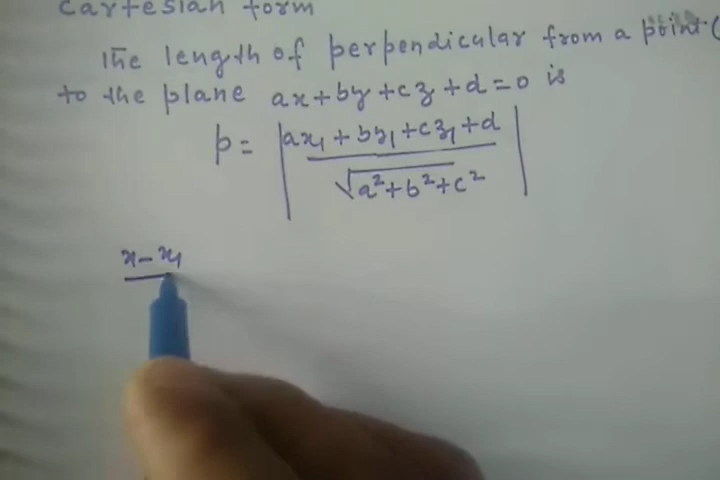 Cartesian form
The length of perpendicular from a point (
to the plane ax+by+cz+d=0 is
p = | ax₁+by₁+cz₁+d / √a²+b²+c² |
x-x₁